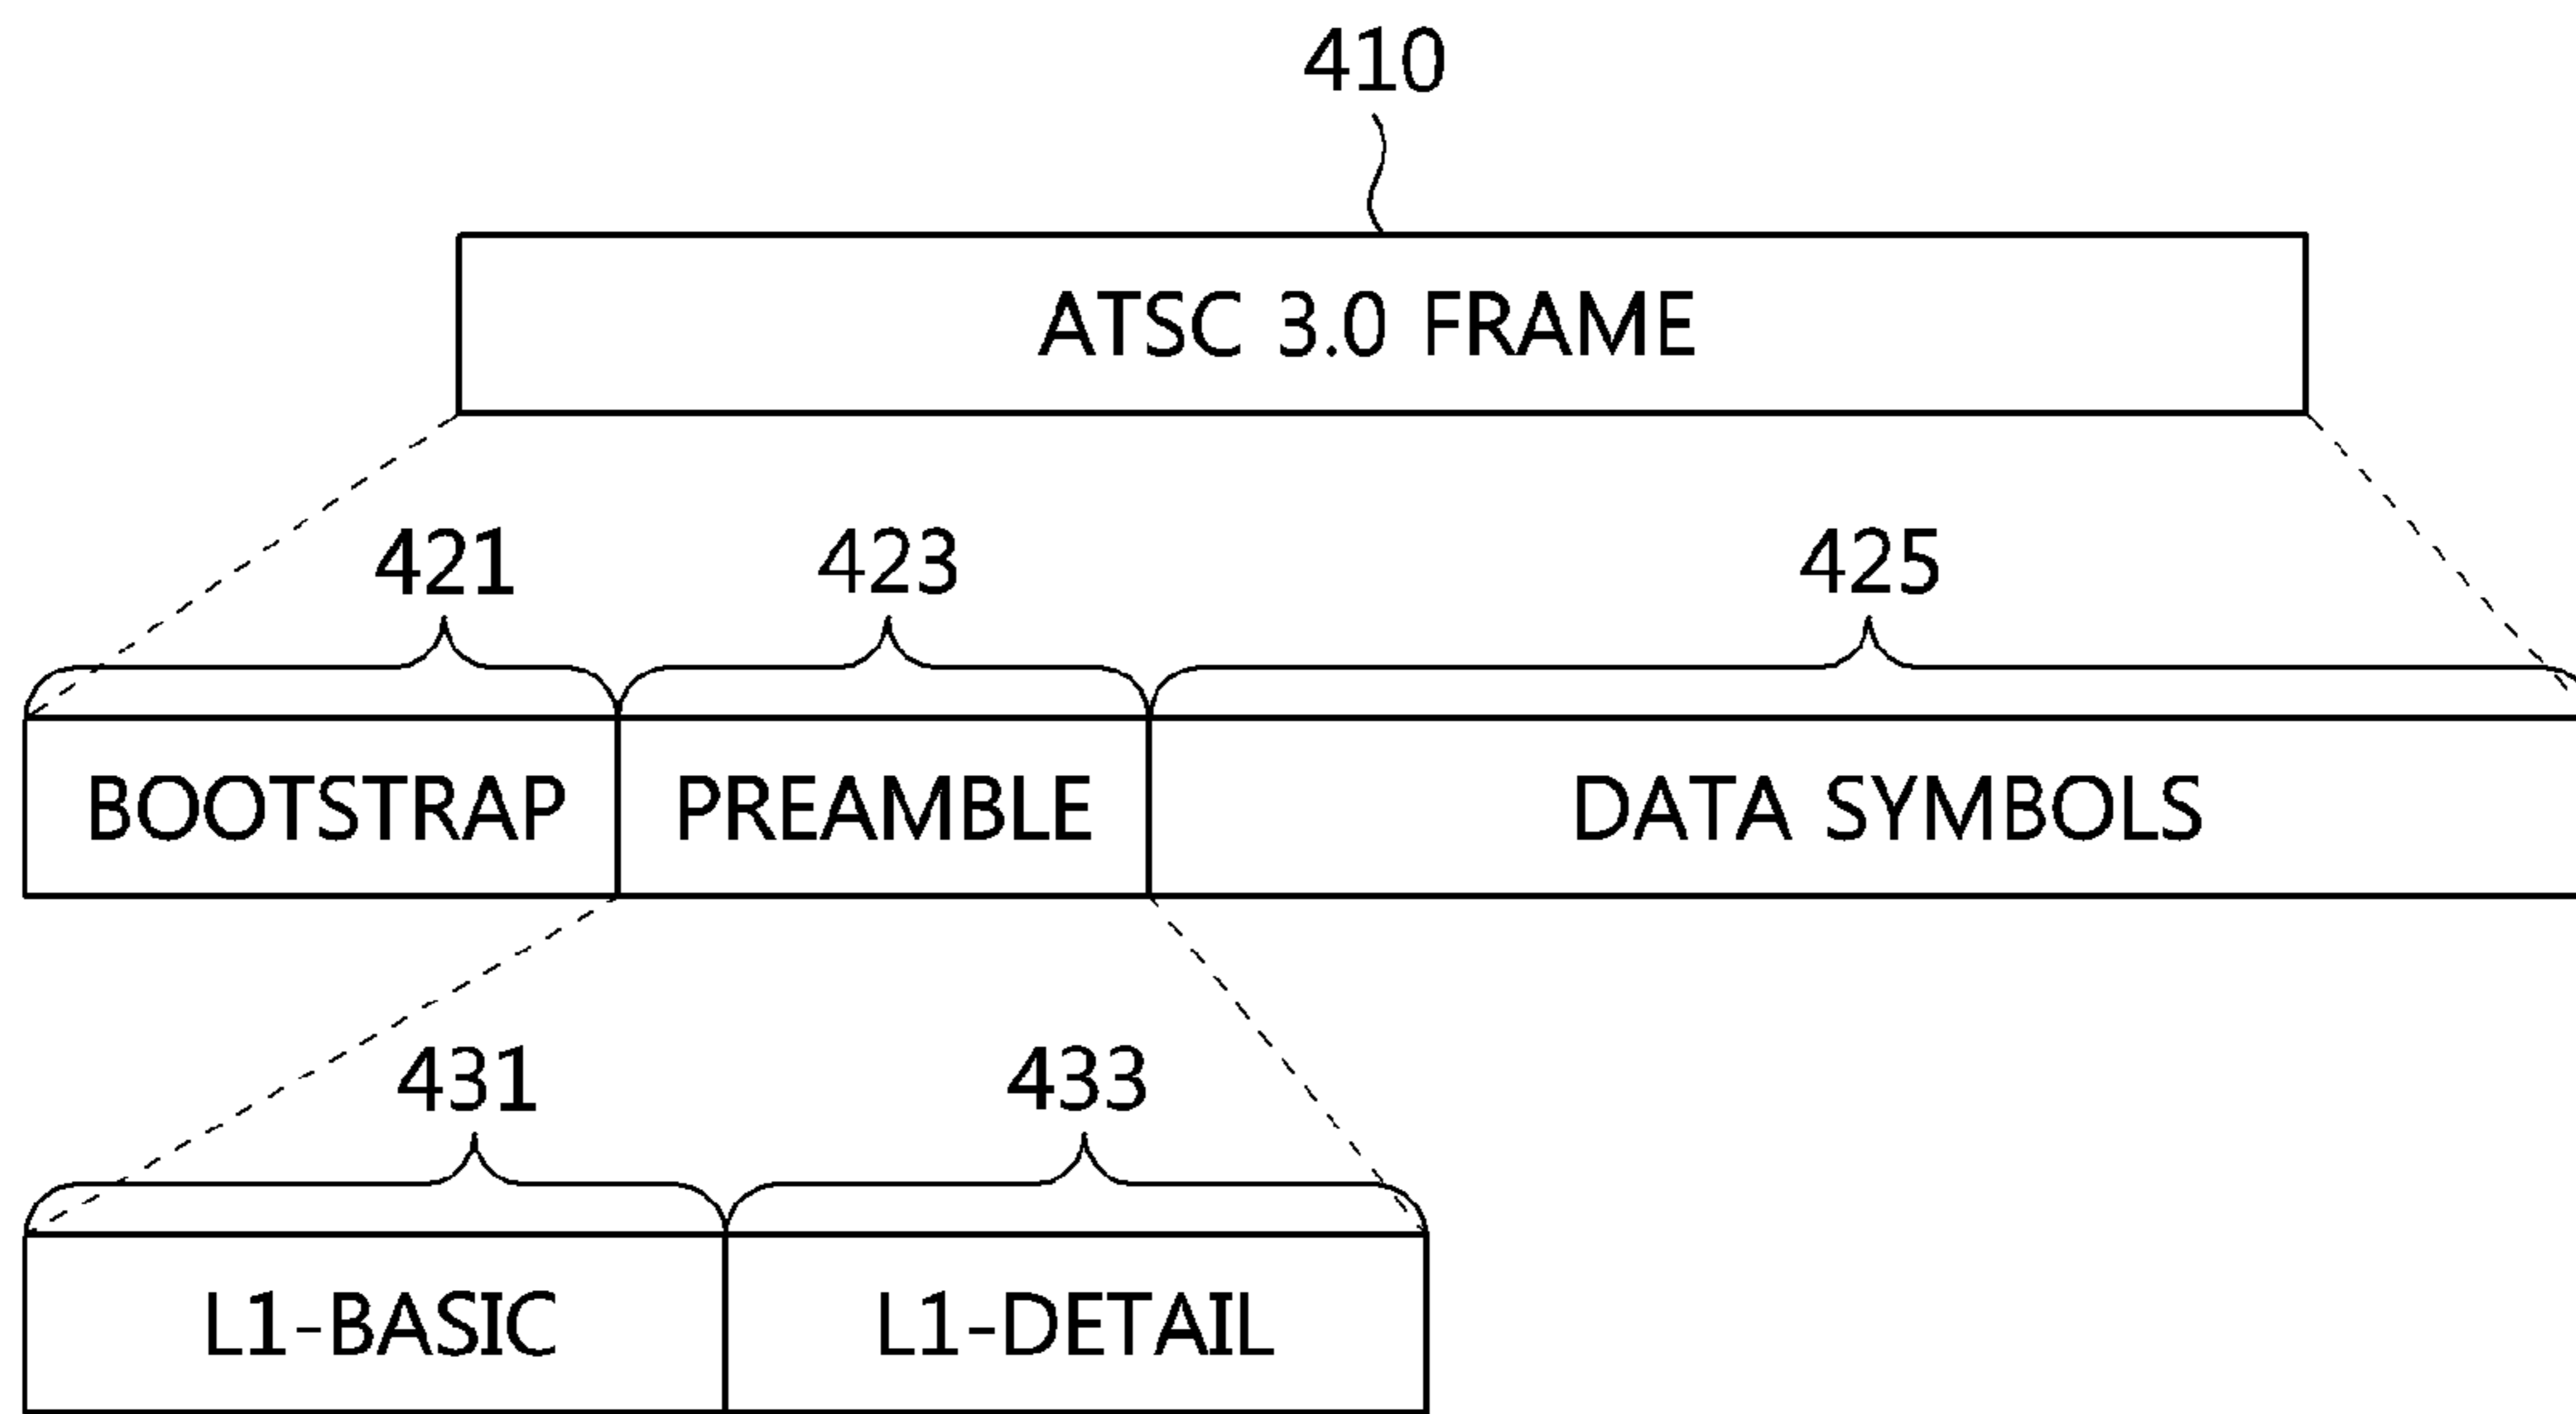 410
ATSC 3.0 FRAME
421 423 425
BOOTSTRAP PREAMBLE DATA SYMBOLS
431 433
L1-BASIC L1-DETAIL